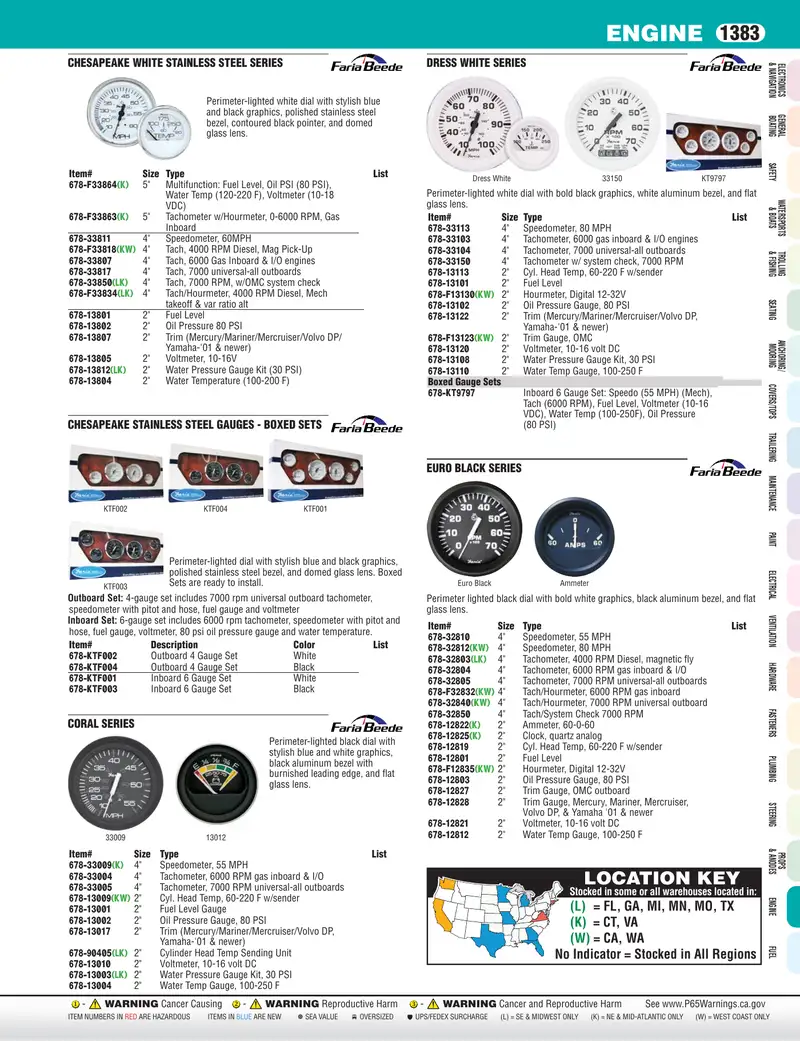 ENGINE 1383
CHESAPEAKE WHITE STAINLESS STEEL SERIES
Faria Beede
Perimeter-lighted white dial with stylish blue
and black graphics, polished stainless steel
bezel, contoured black pointer, and domed
glass lens.
Item# Size Type List
678-F33864(K) 5" Multifunction: Fuel Level, Oil PSI (80 PSI),
Water Temp (120-220 F), Voltmeter (10-18
VDC)
678-F33863(K) 5" Tachometer w/Hourmeter, 0-6000 RPM, Gas
Inboard
678-33811 4" Speedometer, 60MPH
678-F33818(KW) 4" Tach, 4000 RPM Diesel, Mag Pick-Up
678-33807 4" Tach, 6000 Gas Inboard & I/O engines
678-33817 4" Tach, 7000 universal-all outboards
678-33850(LK) 4" Tach, 7000 RPM, w/OMC system check
678-F33834(LK) 4" Tach/Hourmeter, 4000 RPM Diesel, Mech
takeoff & var ratio alt
678-13801 2" Fuel Level
678-13802 2" Oil Pressure 80 PSI
678-13807 2" Trim (Mercury/Mariner/Mercruiser/Volvo DP/
Yamaha-'01 & newer)
678-13805 2" Voltmeter, 10-16V
678-13812(LK) 2" Water Pressure Gauge Kit (30 PSI)
678-13804 2" Water Temperature (100-200 F)
CHESAPEAKE STAINLESS STEEL GAUGES - BOXED SETS
Faria Beede
KTF002 KTF004 KTF001
KTF003
Perimeter-lighted dial with stylish blue and black graphics,
polished stainless steel bezel, and domed glass lens. Boxed
Sets are ready to install.
Outboard Set: 4-gauge set includes 7000 rpm universal outboard tachometer,
speedometer with pitot and hose, fuel gauge and voltmeter
Inboard Set: 6-gauge set includes 6000 rpm tachometer, speedometer with pitot and
hose, fuel gauge, voltmeter, 80 psi oil pressure gauge and water temperature.
Item# Description Color List
678-KTF002 Outboard 4 Gauge Set White
678-KTF004 Outboard 4 Gauge Set Black
678-KTF001 Inboard 6 Gauge Set White
678-KTF003 Inboard 6 Gauge Set Black
CORAL SERIES
Faria Beede
Perimeter-lighted black dial with
stylish blue and white graphics,
black aluminum bezel with
burnished leading edge, and flat
glass lens.
33009 13012
Item# Size Type List
678-33009(K) 4" Speedometer, 55 MPH
678-33004 4" Tachometer, 6000 RPM gas inboard & I/O
678-33005 4" Tachometer, 7000 RPM universal-all outboards
678-13009(KW) 2" Cyl. Head Temp, 60-220 F w/sender
678-13001 2" Fuel Level Gauge
678-13002 2" Oil Pressure Gauge, 80 PSI
678-13017 2" Trim (Mercury/Mariner/Mercruiser/Volvo DP,
Yamaha-'01 & newer)
678-90405(LK) 2" Cylinder Head Temp Sending Unit
678-13010 2" Voltmeter, 10-16 volt DC
678-13003(LK) 2" Water Pressure Gauge Kit, 30 PSI
678-13004 2" Water Temp Gauge, 100-250 F
DRESS WHITE SERIES
Faria Beede
Dress White 33150 KT9797
Perimeter-lighted white dial with bold black graphics, white aluminum bezel, and flat
glass lens.
Item# Size Type List
678-33113 4" Speedometer, 80 MPH
678-33103 4" Tachometer, 6000 gas inboard & I/O engines
678-33104 4" Tachometer, 7000 universal-all outboards
678-33150 4" Tachometer w/ system check, 7000 RPM
678-13113 2" Cyl. Head Temp, 60-220 F w/sender
678-13101 2" Fuel Level
678-F13130(KW) 2" Hourmeter, Digital 12-32V
678-13102 2" Oil Pressure Gauge, 80 PSI
678-13122 2" Trim (Mercury/Mariner/Mercruiser/Volvo DP,
Yamaha-'01 & newer)
678-F13123(KW) 2" Trim Gauge, OMC
678-13120 2" Voltmeter, 10-16 volt DC
678-13108 2" Water Pressure Gauge Kit, 30 PSI
678-13110 2" Water Temp Gauge, 100-250 F
Boxed Gauge Sets
678-KT9797 Inboard 6 Gauge Set: Speedo (55 MPH) (Mech),
Tach (6000 RPM), Fuel Level, Voltmeter (10-16
VDC), Water Temp (100-250F), Oil Pressure
(80 PSI)
EURO BLACK SERIES
Faria Beede
Euro Black Ammeter
Perimeter lighted black dial with bold white graphics, black aluminum bezel, and flat
glass lens.
Item# Size Type List
678-32810 4" Speedometer, 55 MPH
678-32812(KW) 4" Speedometer, 80 MPH
678-32803(LK) 4" Tachometer, 4000 RPM Diesel, magnetic fly
678-32804 4" Tachometer, 6000 RPM gas inboard & I/O
678-32805 4" Tachometer, 7000 RPM universal-all outboards
678-F32832(KW) 4" Tach/Hourmeter, 6000 RPM gas inboard
678-32840(KW) 4" Tach/Hourmeter, 7000 RPM universal outboard
678-32850 4" Tach/System Check 7000 RPM
678-12822(K) 2" Ammeter, 60-0-60
678-12825(K) 2" Clock, quartz analog
678-12819 2" Cyl. Head Temp, 60-220 F w/sender
678-12801 2" Fuel Level
678-F12835(KW) 2" Hourmeter, Digital 12-32V
678-12803 2" Oil Pressure Gauge, 80 PSI
678-12827 2" Trim Gauge, OMC outboard
678-12828 2" Trim Gauge, Mercury, Mariner, Mercruiser,
Volvo DP, & Yamaha '01 & newer
678-12821 2" Voltmeter, 10-16 volt DC
678-12812 2" Water Temp Gauge, 100-250 F
LOCATION KEY
Stocked in some or all warehouses located in:
(L) = FL, GA, MI, MN, MO, TX
(K) = CT, VA
(W) = CA, WA
No Indicator = Stocked in All Regions
ELECTRONICS
& NAVIGATION
GENERAL
BOATING
SAFETY
WATERSPORTS
& BOATS
TROLLING
& FISHING
SEATING
ANCHORING/
MOORING
COVERS/TOPS
TRAILERING
MAINTENANCE
PAINT
ELECTRICAL
VENTILATION
HARDWARE
FASTENERS
PLUMBING
STEERING
PROPS
& ANODES
ENGINE
FUEL
1 - WARNING Cancer Causing 2 - WARNING Reproductive Harm 3 - WARNING Cancer and Reproductive Harm See www.P65Warnings.ca.gov
ITEM NUMBERS IN RED ARE HAZARDOUS ITEMS IN BLUE ARE NEW SEA VALUE OVERSIZED UPS/FEDEX SURCHARGE (L) = SE & MIDWEST ONLY (K) = NE & MID-ATLANTIC ONLY (W) = WEST COAST ONLY